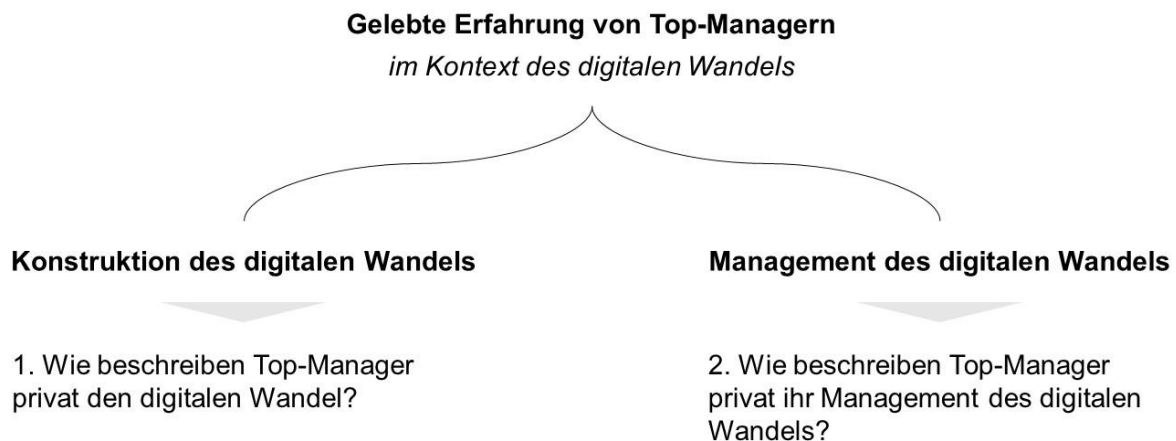 Gelebte Erfahrung von Top-Managern
im Kontext des digitalen Wandels
Konstruktion des digitalen Wandels
Management des digitalen Wandels
1. Wie beschreiben Top-Manager
privat den digitalen Wandel?
2. Wie beschreiben Top-Manager
privat ihr Management des digitalen
Wandels?